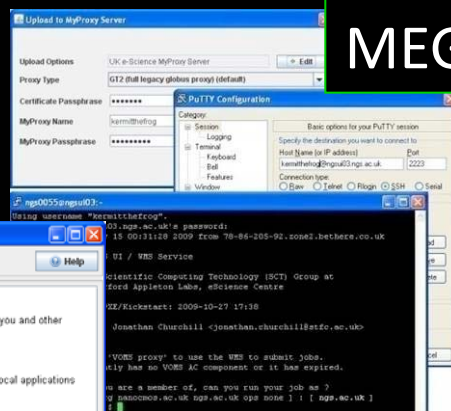 Upload to MyProxy Server
MEG
Upload Options
UK e-Science MyProxy Server
Edit
Proxy Type
GT2 (full legacy globus proxy) (default)
Certificate Passphrase
*******
MyProxy Name
kermitthefrog
MyProxy Passphrase
*********
PuTTY Configuration
Category:
Session
Logging
Terminal
Keyboard
Bell
Features
Window
Basic options for your PuTTY session
Specify the destination you want to connect to
Host Name (or IP address)
Port
kermitthefrog@ngsui03.ngs.ac.uk
2223
Connection type:
Raw
Telnet
Rlogin
SSH
Serial
ngs0055@ngsui03:~
Using username "kermitthefrog".
03.ngs.ac.uk's password:
15 00:31:28 2009 from 78-86-205-92.zone2.bethere.co.uk
UI / WMS Service
Scientific Computing Technology (SCT) Group at
ford Appleton Labs, eScience Centre
XE/Kickstart: 2009-10-27 17:38
Jonathan Churchill <jonathan.churchill@stfc.ac.uk>
'VOMS proxy' to use the WMS to submit jobs.
tly has no VOMS AC component or it has expired.
u are a member of, can you run your job as ?
g nanocmos.ac.uk ngs.ac.uk ops none ] : [ ngs.ac.uk ]
Help
you and other
ocal applications